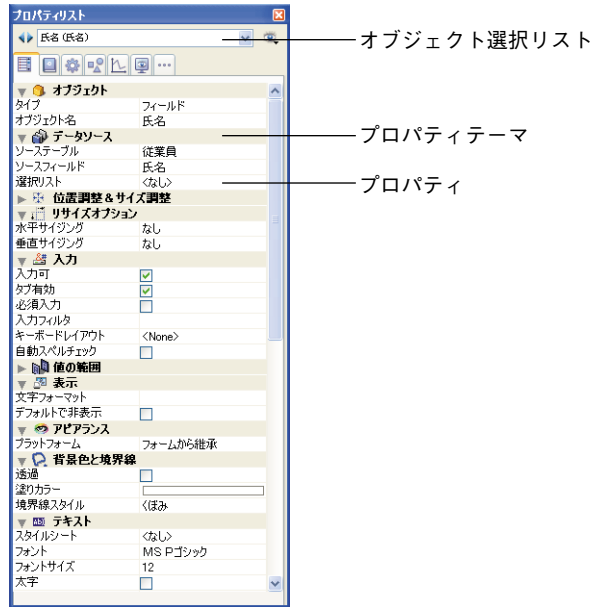 プロパティリスト
氏名 (氏名)
オブジェクト選択リスト
オブジェクト
タイプ フィールド
オブジェクト名 氏名
データソース
プロパティテーマ
ソーステーブル 従業員
ソースフィールド 氏名
選択リスト <なし>
プロパティ
位置調整&サイズ調整
リサイズオプション
水平サイジング なし
垂直サイジング なし
入力
入力可
タブ有効
必須入力
入力フィルタ
キーボードレイアウト <None>
自動スペルチェック
値の範囲
表示
文字フォーマット
デフォルトで非表示
アピアランス
プラットフォーム フォームから継承
背景色と境界線
透過
塗りカラー
境界線スタイル くぼみ
テキスト
スタイルシート <なし>
フォント MS Pゴシック
フォントサイズ 12
太字